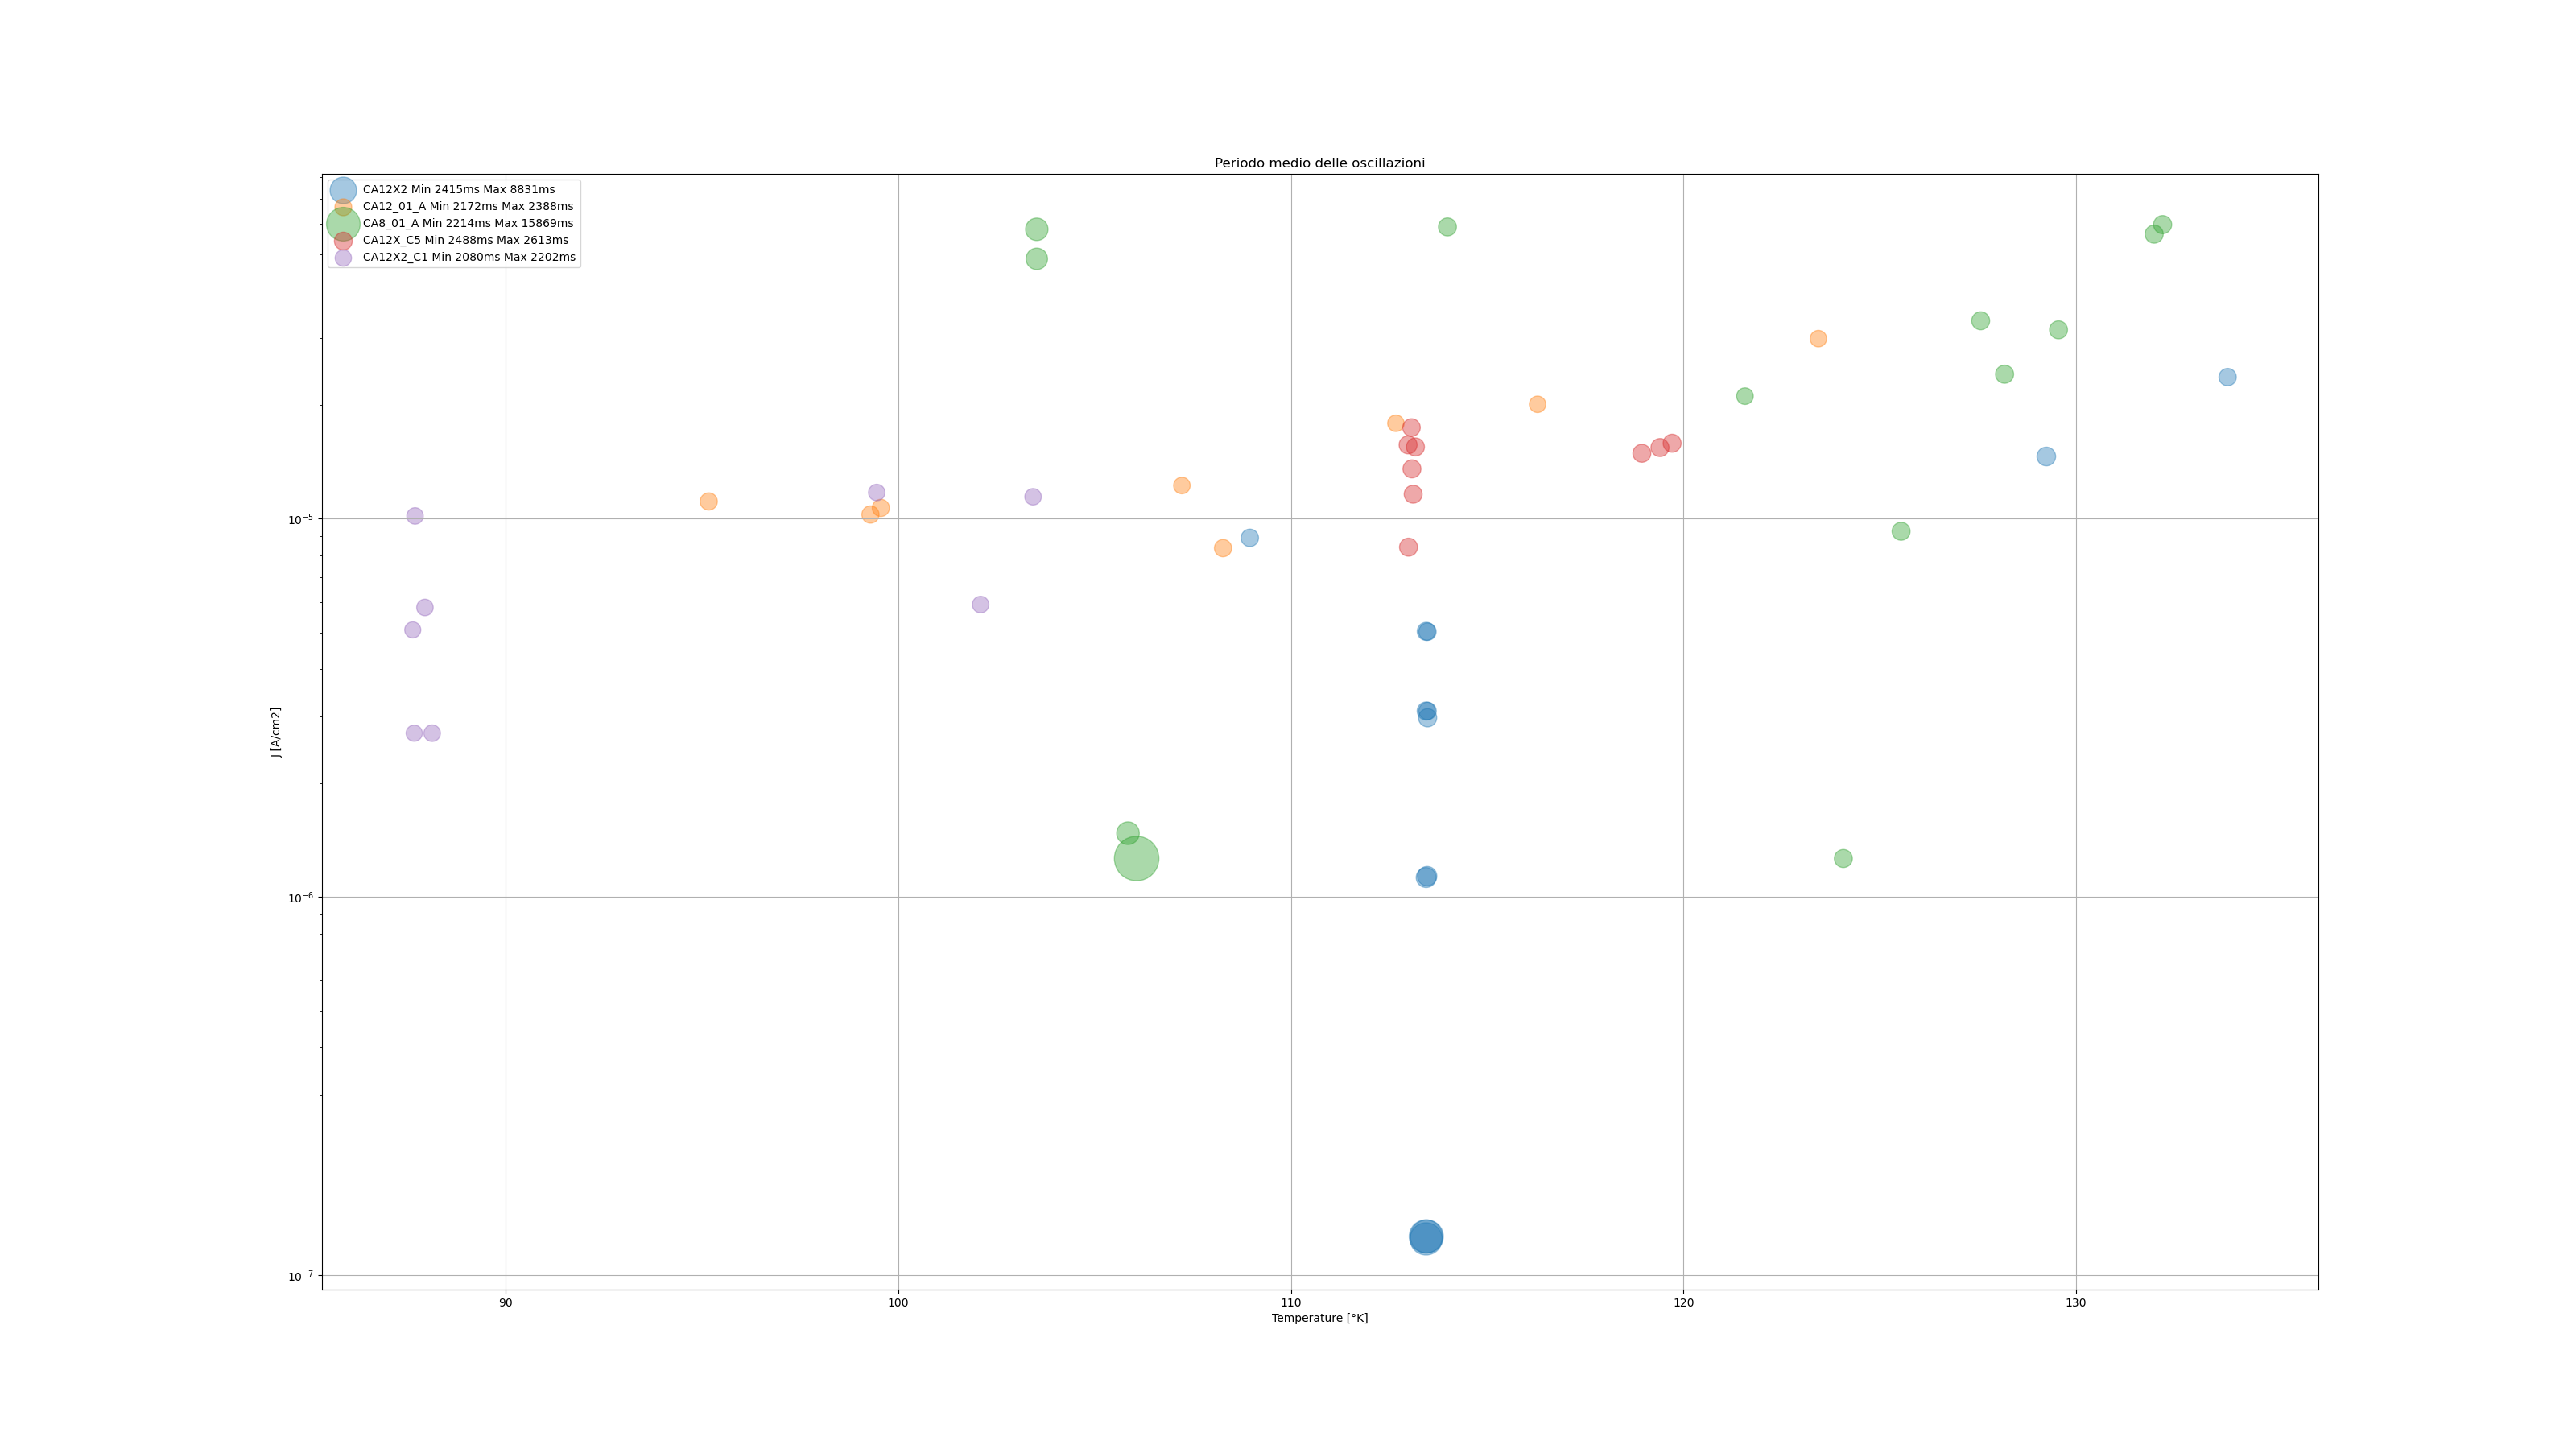 Periodo medio delle oscillazioni
CA12X2 Min 2415ms Max 8831ms
CA12_01_A Min 2172ms Max 2388ms
CA8_01_A Min 2214ms Max 15869ms
CA12X_C5 Min 2488ms Max 2613ms
CA12X2_C1 Min 2080ms Max 2202ms
10⁻⁵
10⁻⁶
10⁻⁷
J [A/cm2]
90 100 110 120 130
Temperature [°K]